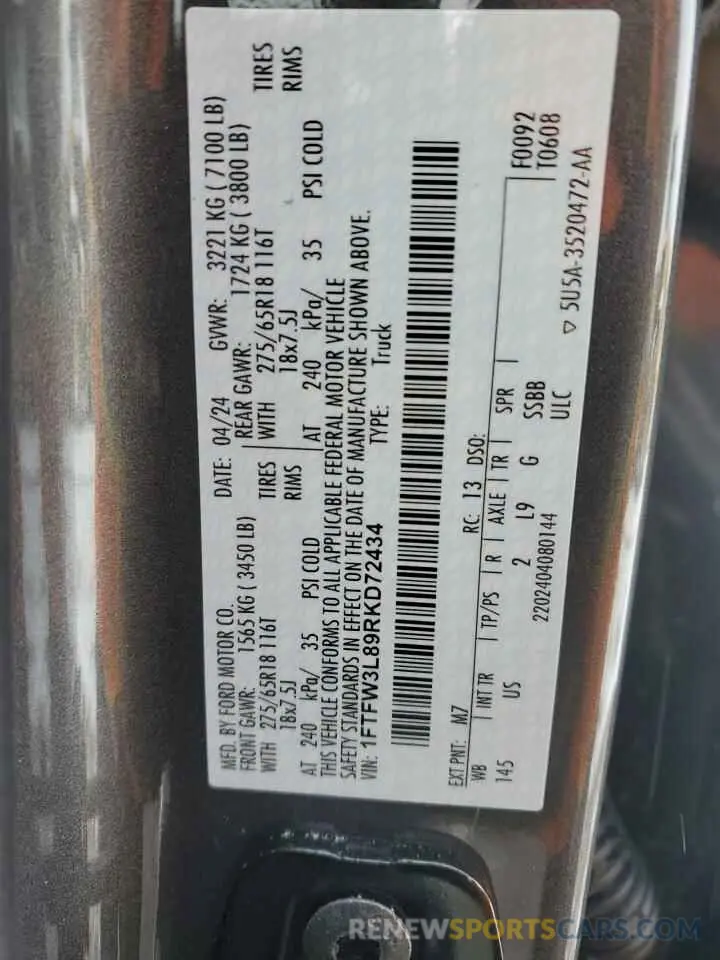 MFD. BY FORD MOTOR CO. DATE: 04/24 GVWR: 3221 KG ( 7100 LB)
FRONT GAWR: 1565 KG ( 3450 LB) REAR GAWR: 1724 KG ( 3800 LB)
WITH 275/65R18 116T TIRES WITH 275/65R18 116T TIRES
18x7.5J RIMS 18x7.5J RIMS
AT 240 kPa/ 35 PSI COLD AT 240 kPa/ 35 PSI COLD
THIS VEHICLE CONFORMS TO ALL APPLICABLE FEDERAL MOTOR VEHICLE
SAFETY STANDARDS IN EFFECT ON THE DATE OF MANUFACTURE SHOWN ABOVE.
VIN: 1FTFW3L89RKD72434 TYPE: Truck
EXT PNT: M7 RC: 13 DSO: F0092
WB INT TR TP/PS R AXLE TR SPR T0608
145 US 2 L9 G SSBB
2202404080144 ULC
▽ 5U5A-3520472-AA
RENEWSPORTSCARS.COM